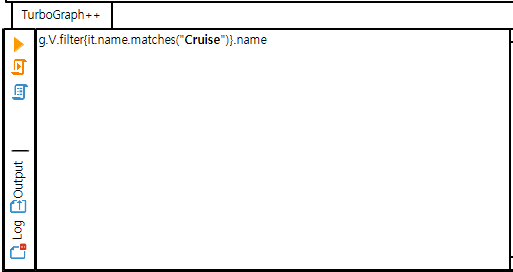 TurboGraph++
g.V.filter{it.name.matches("Cruise")}.name
Output
Log